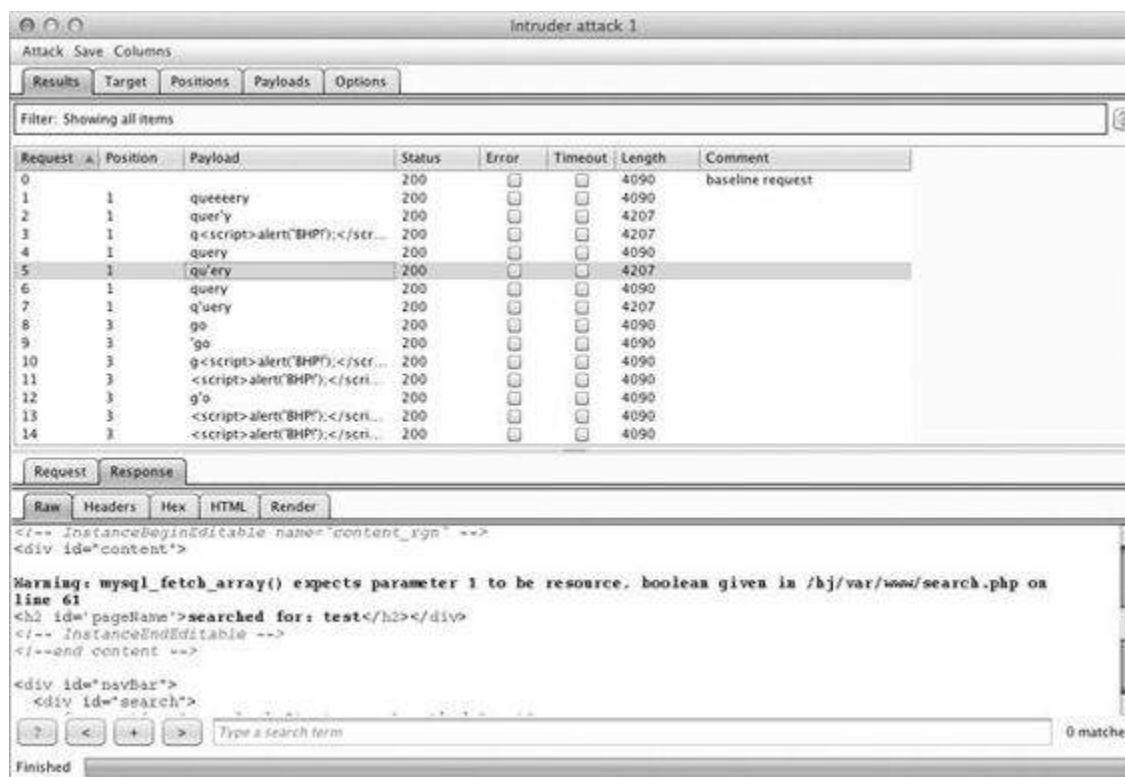 Intruder attack 1
Attack Save Columns
Results Target Positions Payloads Options
Filter: Showing all items
Request Position Payload Status Error Timeout Length Comment
0 200 4090 baseline request
1 1 queeeery 200 4090
2 1 quer'y 200 4207
3 1 q<script>alert('BHP!');</scr... 200 4207
4 1 query 200 4090
5 1 qu'ery 200 4207
6 1 query 200 4090
7 1 q'uery 200 4207
8 3 go 200 4090
9 3 'go 200 4090
10 3 g<script>alert('BHP!');</scr... 200 4090
11 3 <script>alert('BHP!');</scri... 200 4090
12 3 g'o 200 4090
13 3 <script>alert('BHP!');</scri... 200 4090
14 3 <script>alert('BHP!');</scri... 200 4090
Request Response
Raw Headers Hex HTML Render
<!-- InstanceBeginEditable name="content_rgn" -->
<div id="content">
Warning: mysql_fetch_array() expects parameter 1 to be resource, boolean given in /hj/var/www/search.php on
line 61
<h2 id='pageName'>searched for: test</h2></div>
<!-- InstanceEndEditable -->
<!--end content -->
<div id="navBar">
<div id="search">
? < + > Type a search term 0 matche
Finished